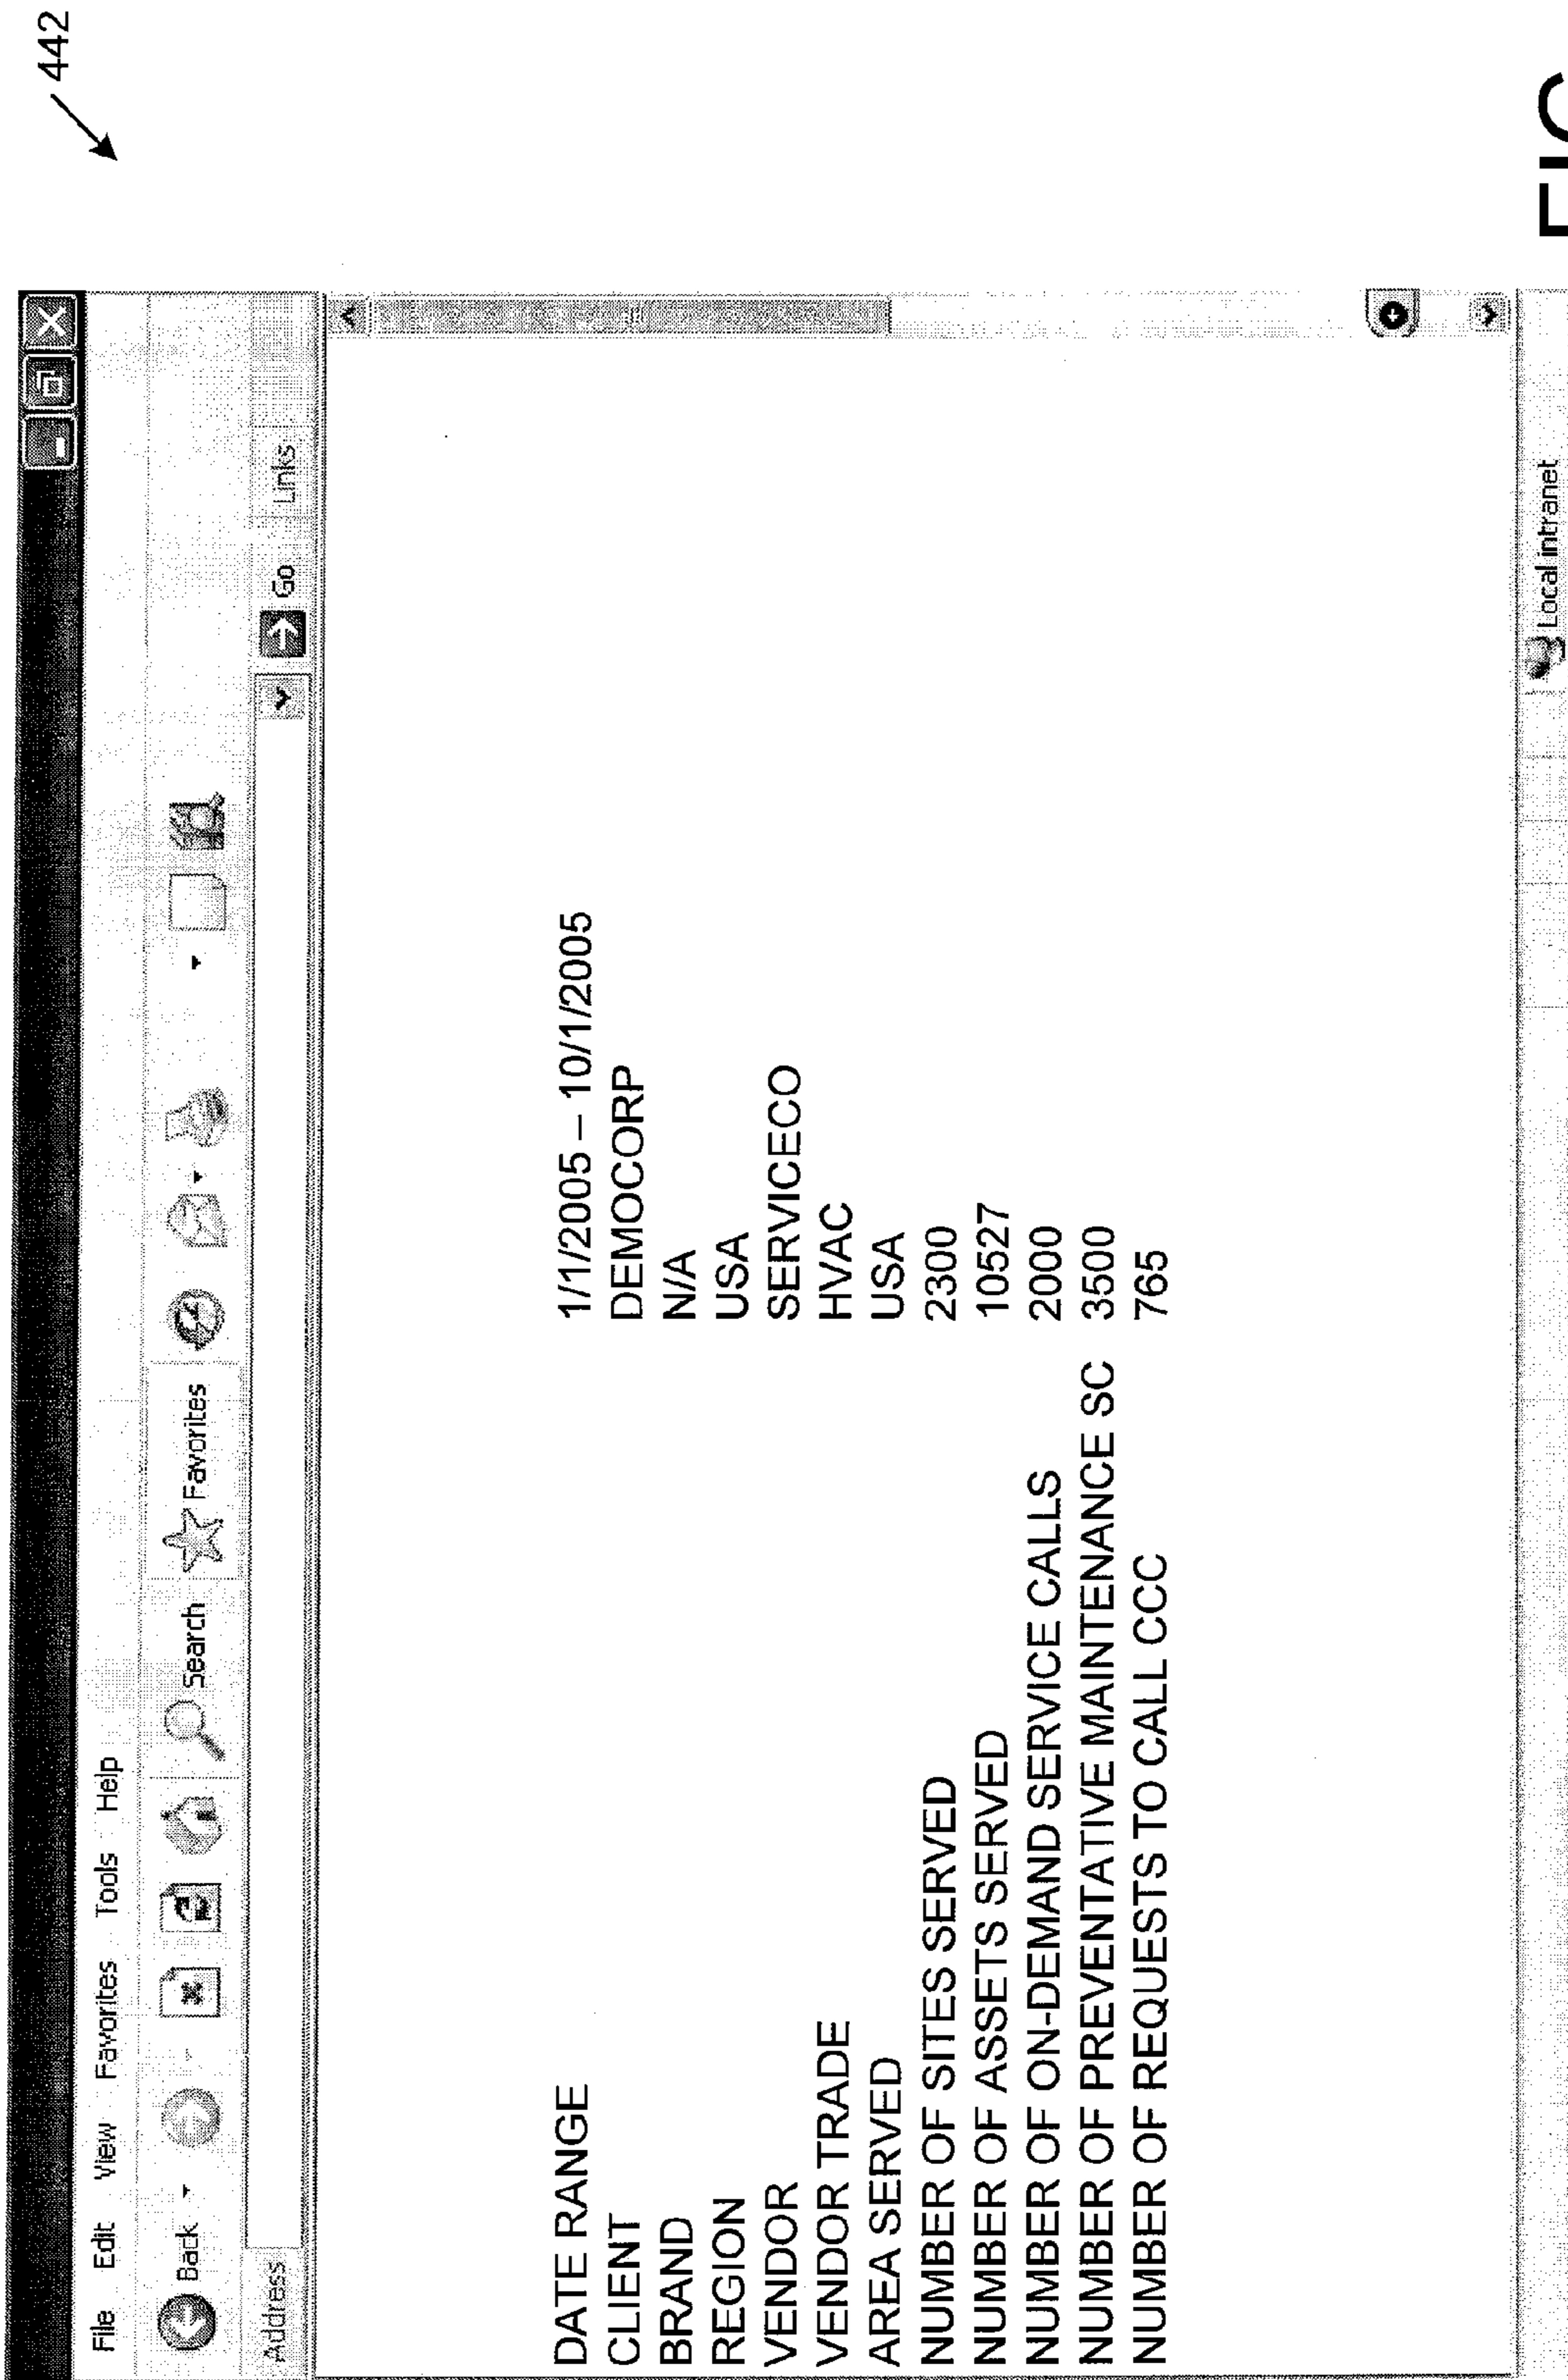 442
File Edit View Favorites Tools Help
Back Search Favorites
Address Go Links
DATE RANGE 1/1/2005 – 10/1/2005
CLIENT DEMOCORP
BRAND N/A
REGION USA
VENDOR SERVICECO
VENDOR TRADE HVAC
AREA SERVED USA
NUMBER OF SITES SERVED 2300
NUMBER OF ASSETS SERVED 10527
NUMBER OF ON-DEMAND SERVICE CALLS 2000
NUMBER OF PREVENTATIVE MAINTENANCE SC 3500
NUMBER OF REQUESTS TO CALL CCC 765
Local intranet